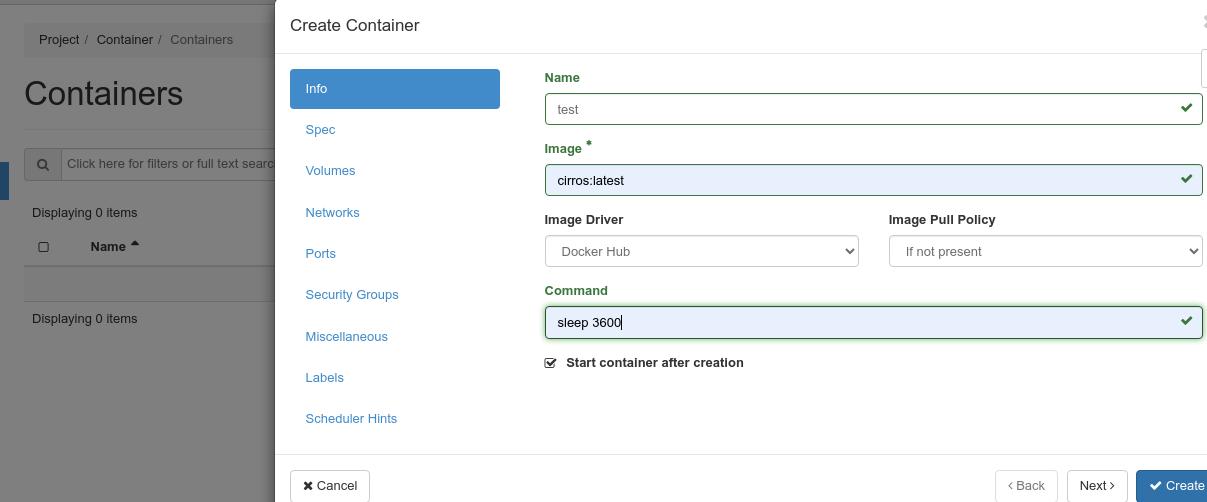 Create Container
Project / Container / Containers
Containers
Click here for filters or full text searc
Displaying 0 items
Name
Displaying 0 items
Info
Spec
Volumes
Networks
Ports
Security Groups
Miscellaneous
Labels
Scheduler Hints
Name
test
Image *
cirros:latest
Image Driver
Image Pull Policy
Docker Hub
If not present
Command
sleep 3600
Start container after creation
Cancel
< Back
Next >
Create